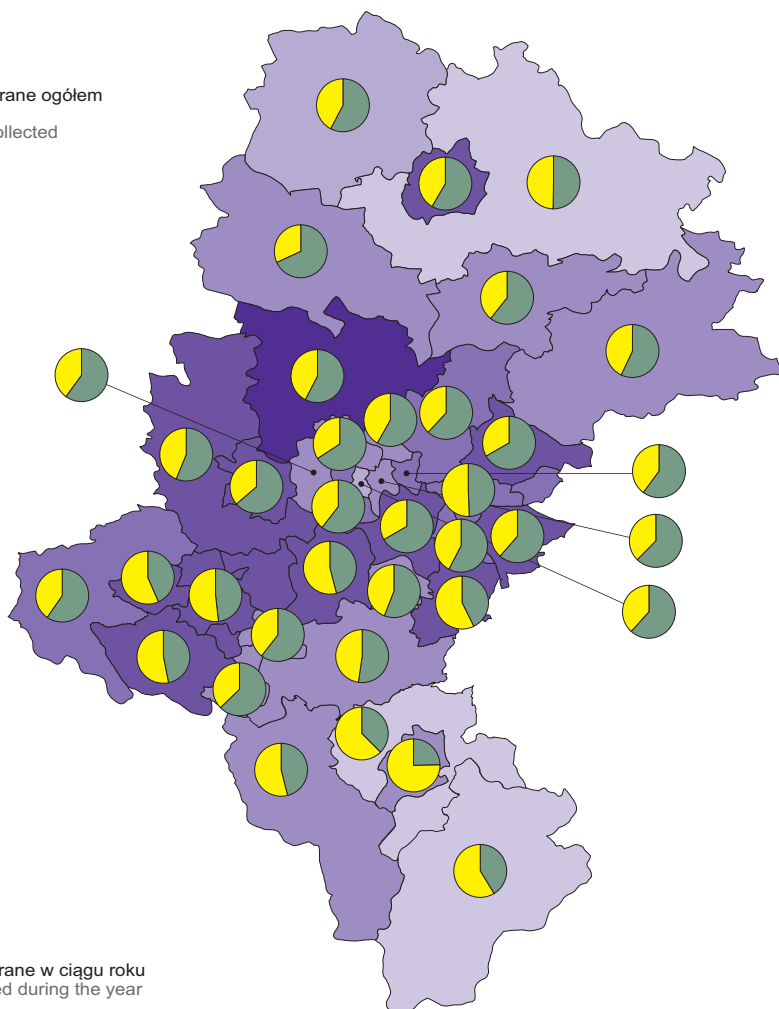 rane ogółem
ollected
rane w ciągu roku
ed during the year